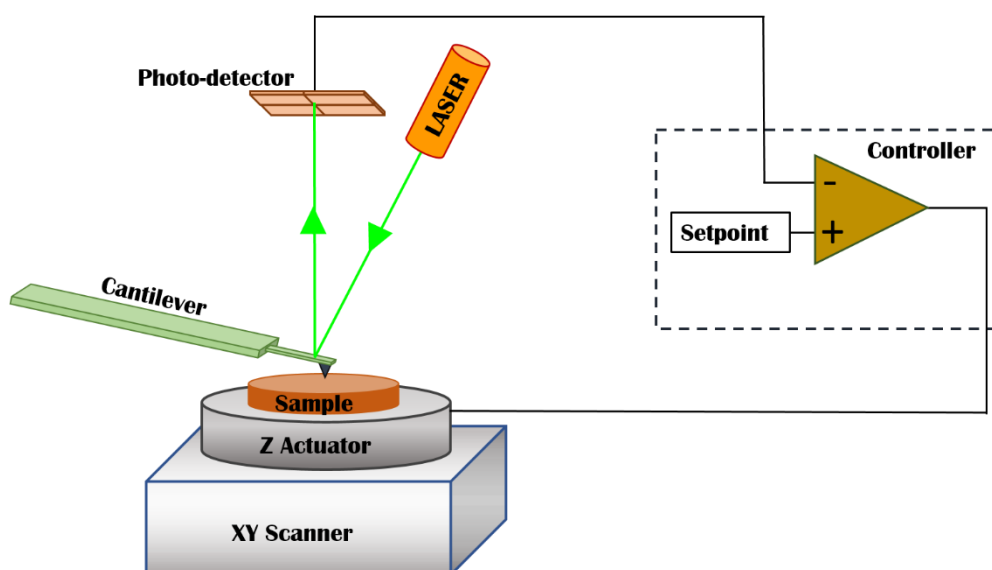 Photo-detector
LASER
Controller
-
Setpoint
+
Cantilever
Sample
Z Actuator
XY Scanner